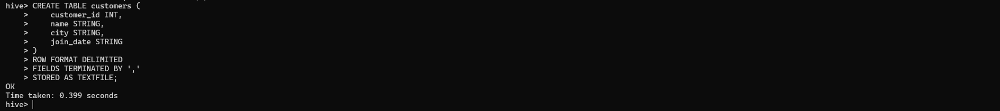 hive> CREATE TABLE customers (
    >     customer_id INT,
    >     name STRING,
    >     city STRING,
    >     join_date STRING
    > )
    > ROW FORMAT DELIMITED
    > FIELDS TERMINATED BY ','
    > STORED AS TEXTFILE;
OK
Time taken: 0.399 seconds
hive>